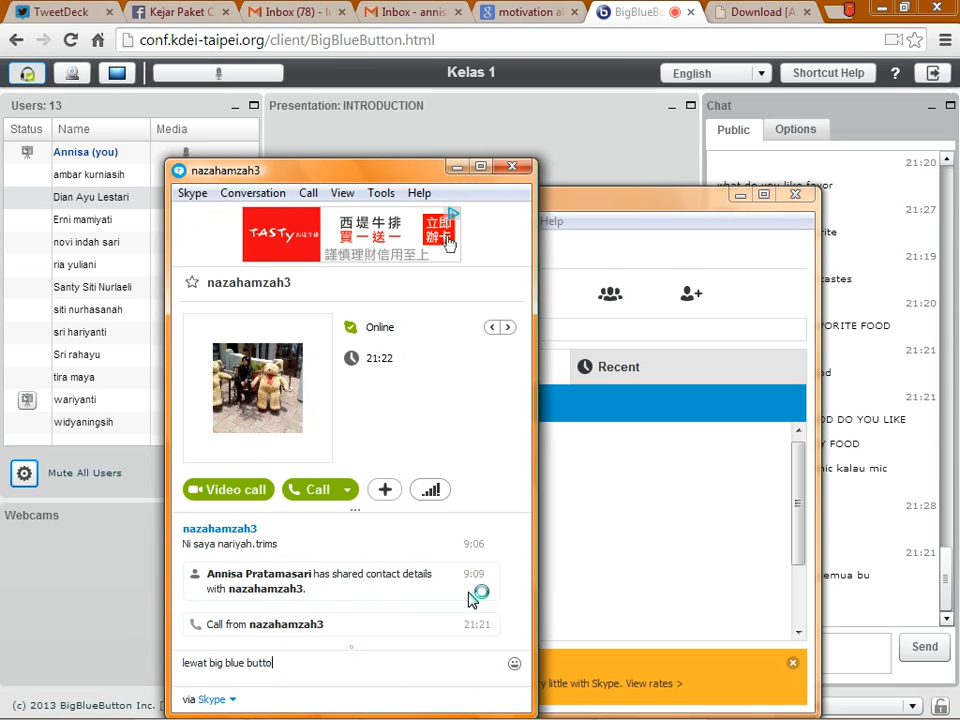 TweetDeck
Kejar Paket C
Inbox (78) -
Inbox - annis
motivation al
BigBlueBu
Download [A
conf.kdei-taipei.org/client/BigBlueButton.html
Kelas 1
English
Shortcut Help
?
Users: 13
Presentation: INTRODUCTION
Chat
Status
Name
Media
Public
Options
Annisa (you)
ambar kurniasih
Dian Ayu Lestari
Erni mamiyati
novi indah sari
ria yuliani
Santy Siti Nurlaeli
siti nurhasanah
sri hariyanti
Sri rahayu
tira maya
wariyanti
widyaningsih
Mute All Users
Webcams
nazahamzah3
Skype
Conversation
Call
View
Tools
Help
TASTY
西堤牛排
買一送一
立即
辦卡
謹慎理財信用至上
nazahamzah3
Online
21:22
Video call
Call
nazahamzah3
Ni saya nariyah.trims
9:06
Annisa Pratamasari has shared contact details
with nazahamzah3.
9:09
Call from nazahamzah3
21:21
lewat big blue butto
via Skype
Help
Recent
y little with Skype. View rates >
21:20
what do you like favor
21:27
rite
21:19
castes
21:20
VORITE FOOD
21:21
od
21:21
OD DO YOU LIKE
Y FOOD
mic kalau mic
21:28
21:21
emua bu
Send
(c) 2013 BigBlueButton Inc. [